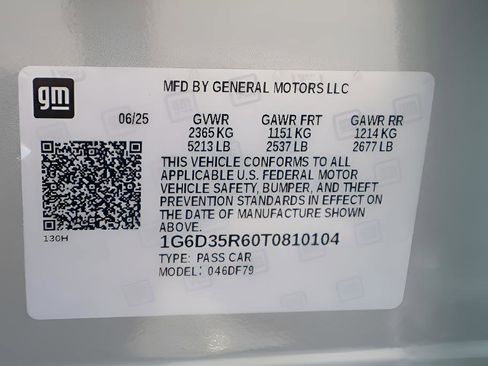 gm
MFD BY GENERAL MOTORS LLC
06/25 GVWR GAWR FRT GAWR RR
2365 KG 1151 KG 1214 KG
5213 LB 2537 LB 2677 LB
THIS VEHICLE CONFORMS TO ALL
APPLICABLE U.S. FEDERAL MOTOR
VEHICLE SAFETY, BUMPER, AND THEFT
PREVENTION STANDARDS IN EFFECT ON
THE DATE OF MANUFACTURE SHOWN
ABOVE.
130H
1G6D35R60T0810104
TYPE: PASS CAR
MODEL: 046DF79